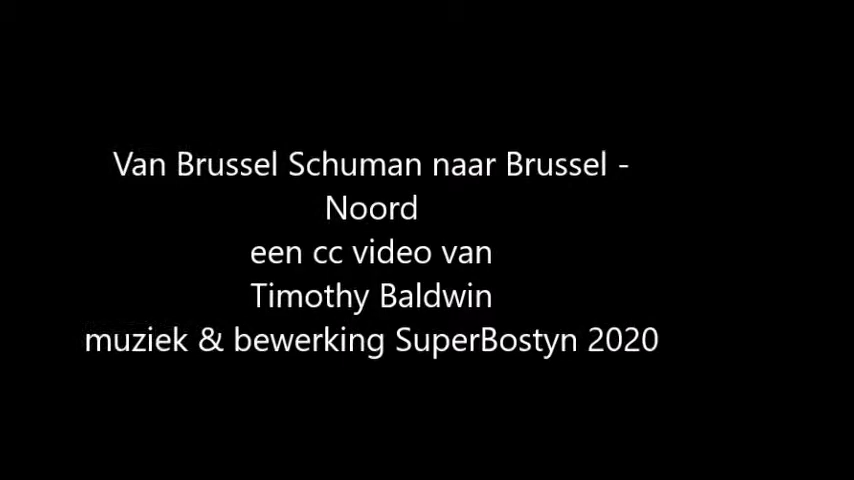 Van Brussel Schuman naar Brussel -
Noord
een cc video van
Timothy Baldwin
muziek & bewerking SuperBostyn 2020